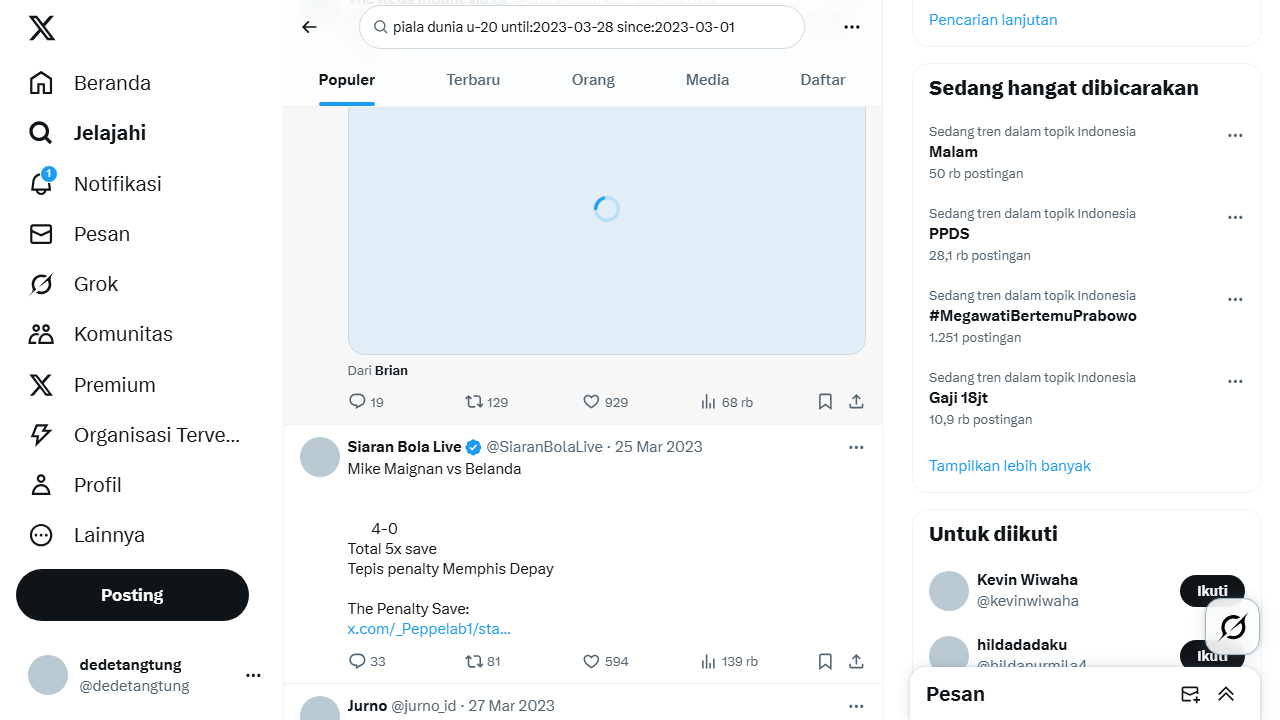 Beranda
Jelajahi
1
Notifikasi
Pesan
Grok
Komunitas
Premium
Organisasi Terve...
Profil
Lainnya
Posting
dedetangtung
@dedetangtung
piala dunia u-20 until:2023-03-28 since:2023-03-01
Populer
Terbaru
Orang
Media
Daftar
Dari Brian
19
129
929
68 rb
Siaran Bola Live @SiaranBolaLive · 25 Mar 2023
Mike Maignan vs Belanda
4-0
Total 5x save
Tepis penalty Memphis Depay
The Penalty Save:
x.com/_Peppelab1/sta...
33
81
594
139 rb
Jurno @jurno_id · 27 Mar 2023
Pencarian lanjutan
Sedang hangat dibicarakan
Sedang tren dalam topik Indonesia
Malam
50 rb postingan
Sedang tren dalam topik Indonesia
PPDS
28,1 rb postingan
Sedang tren dalam topik Indonesia
#MegawatiBertemuPrabowo
1.251 postingan
Sedang tren dalam topik Indonesia
Gaji 18jt
10,9 rb postingan
Tampilkan lebih banyak
Untuk diikuti
Kevin Wiwaha
@kevinwiwaha
Ikuti
hildadadaku
@hildanurmila4
Ikuti
Pesan